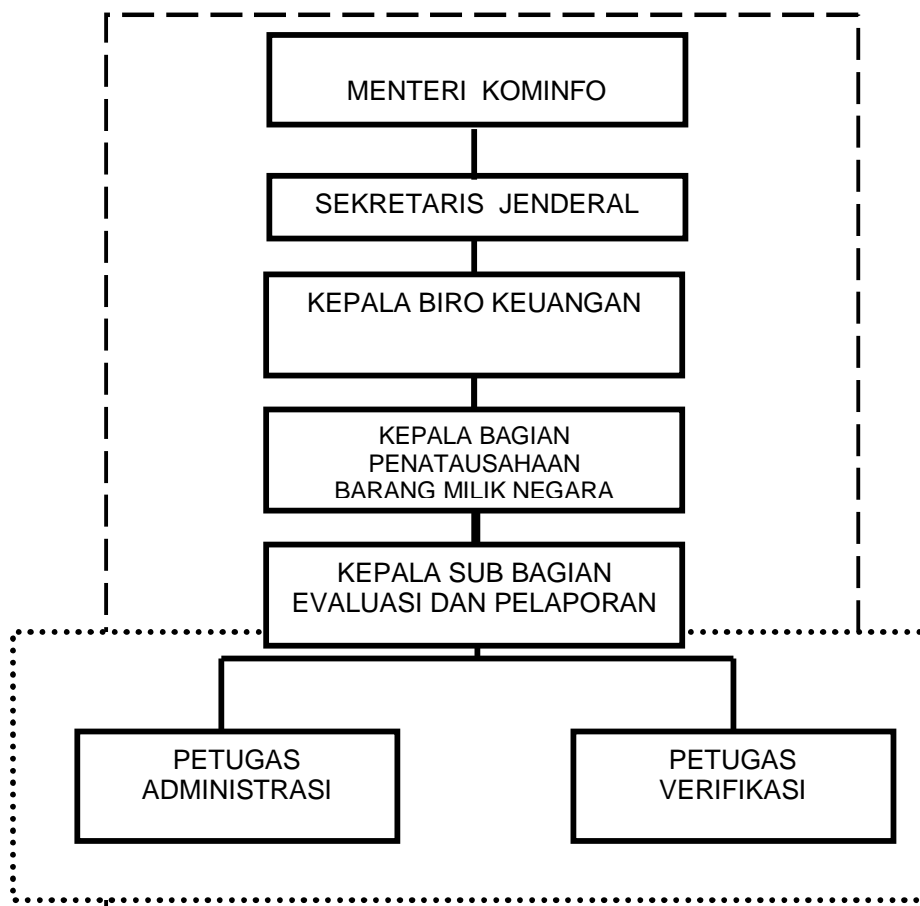 MENTERI KOMINFO
SEKRETARIS JENDERAL
KEPALA BIRO KEUANGAN
KEPALA BAGIAN
PENATAUSAHAAN
BARANG MILIK NEGARA
KEPALA SUB BAGIAN
EVALUASI DAN PELAPORAN
PETUGAS
ADMINISTRASI
PETUGAS
VERIFIKASI